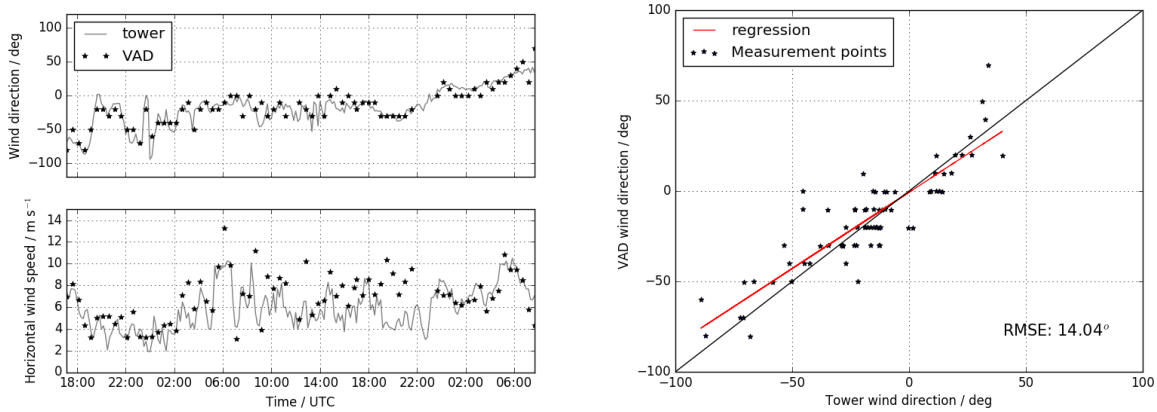 100
50
0
−50
−100
Wind direction / deg
tower
VAD
14
12
10
8
6
4
2
0
Horizontal wind speed / m s⁻¹
18:00 22:00 02:00 06:00 10:00 14:00 18:00 22:00 02:00 06:00
Time / UTC
100
50
0
−50
−100
VAD wind direction / deg
regression
Measurement points
RMSE: 14.04°
−100 −50 0 50 100
Tower wind direction / deg